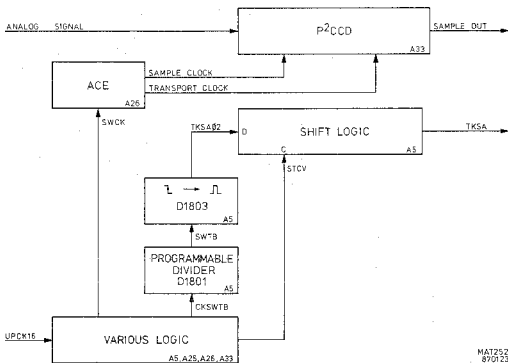 ANALOG SIGNAL
P²CCD
SAMPLE OUT
A33
SAMPLE CLOCK
ACE
TRANSPORT CLOCK
A26
SWCK
TKSAØ2
D
SHIFT LOGIC
TKSA
C
A5
STCV
D1803
A5
SWTB
PROGRAMMABLE
DIVIDER
D1801
A5
CKSWTB
UPCK16
VARIOUS LOGIC
A5,A25,A26,A33
MAT252
870123